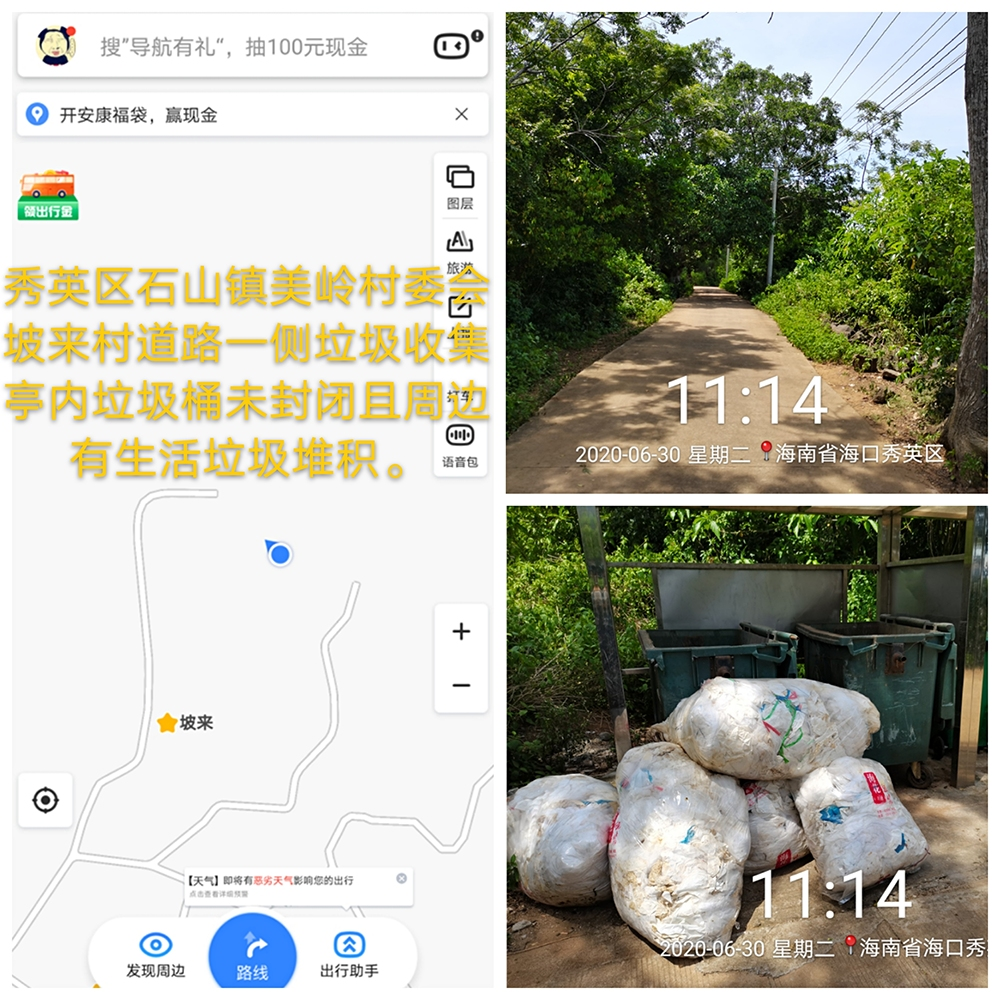 搜”导航有礼“，抽100元现金
开安康福袋，赢现金
领出行金
图层
旅游
秀英区石山镇美岭村委会
坡来村道路一侧垃圾收集
亭内垃圾桶未封闭且周边
有生活垃圾堆积。
打车
语音包
坡来
【天气】即将有恶劣天气影响您的出行
点击查看详细预警
发现周边
路线
出行助手
11:14
2020-06-30 星期二 海南省海口秀英区
11:14
2020-06-30 星期二 海南省海口秀